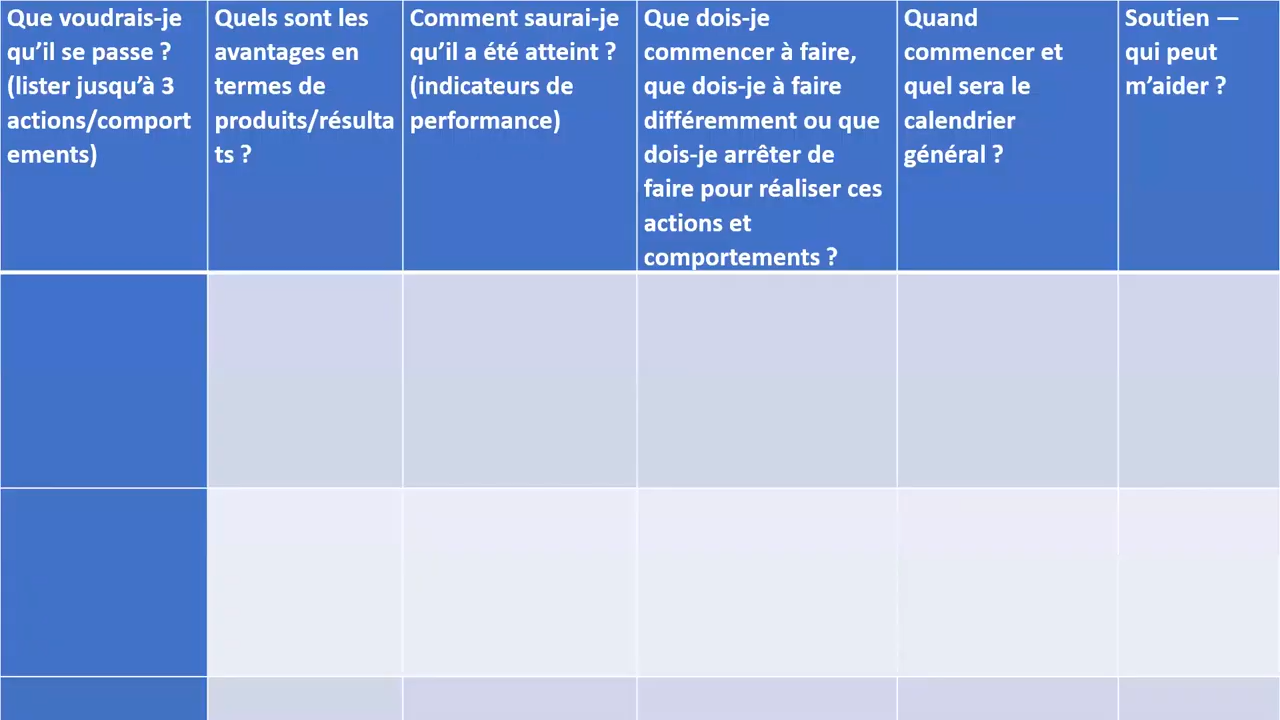 Que voudrais-je
qu’il se passe ?
(lister jusqu’à 3
actions/comport
ements)
Quels sont les
avantages en
termes de
produits/résulta
ts ?
Comment saurai-je
qu’il a été atteint ?
(indicateurs de
performance)
Que dois-je
commencer à faire,
que dois-je à faire
différemment ou que
dois-je arrêter de
faire pour réaliser ces
actions et
comportements ?
Quand
commencer et
quel sera le
calendrier
général ?
Soutien —
qui peut
m’aider ?